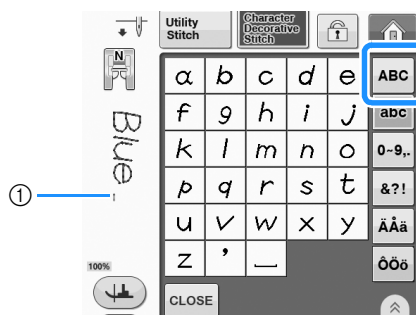 Utility
Stitch
Character
Decorative
Stitch
N
a b c d e
ABC
f g h i j
abc
k l m n o
0~9,.
p q r s t
&?!
u v w x y
ÄÅä
z ’ _
ÔÖö
Blue
①
100%
CLOSE